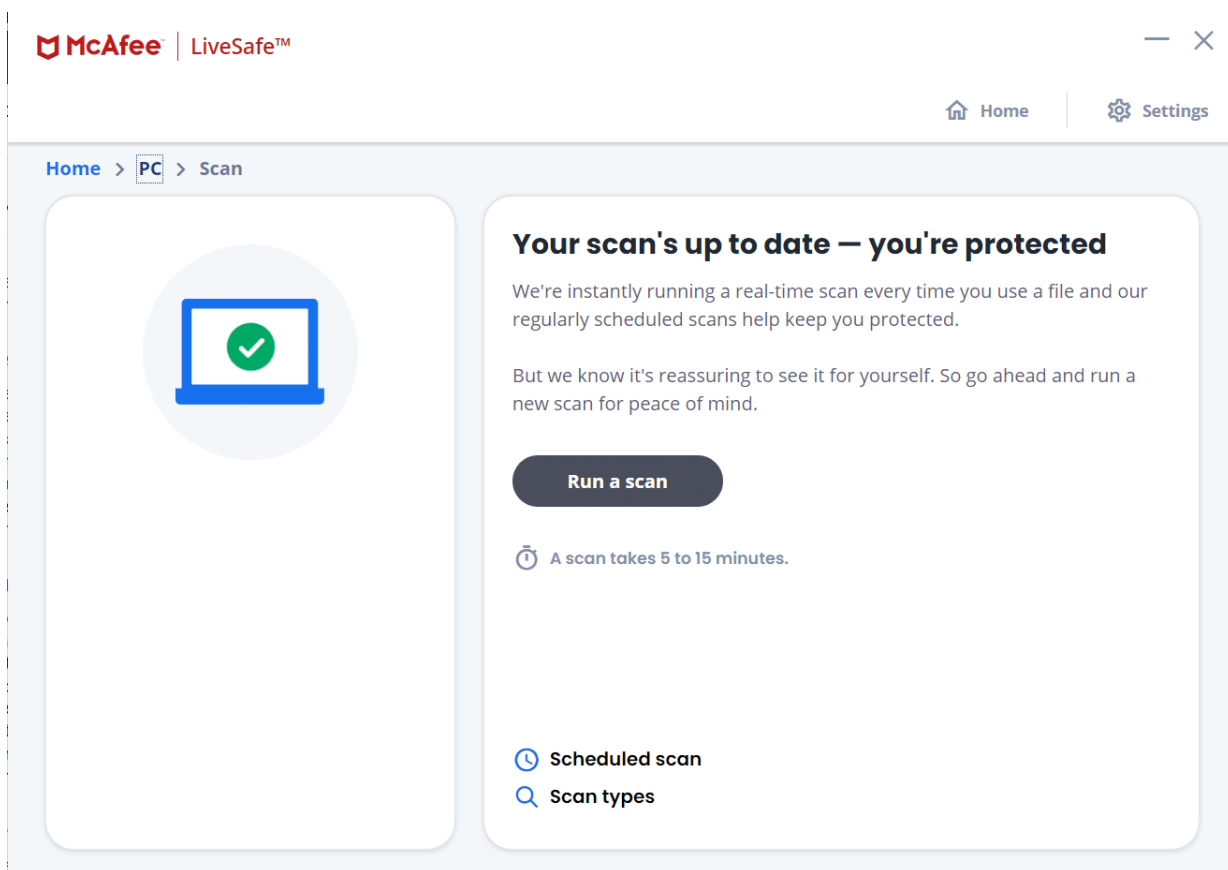 McAfee™ | LiveSafe™
Home
Settings
Home > PC > Scan
Your scan's up to date — you're protected
We're instantly running a real-time scan every time you use a file and our
regularly scheduled scans help keep you protected.
But we know it's reassuring to see it for yourself. So go ahead and run a
new scan for peace of mind.
Run a scan
A scan takes 5 to 15 minutes.
Scheduled scan
Scan types